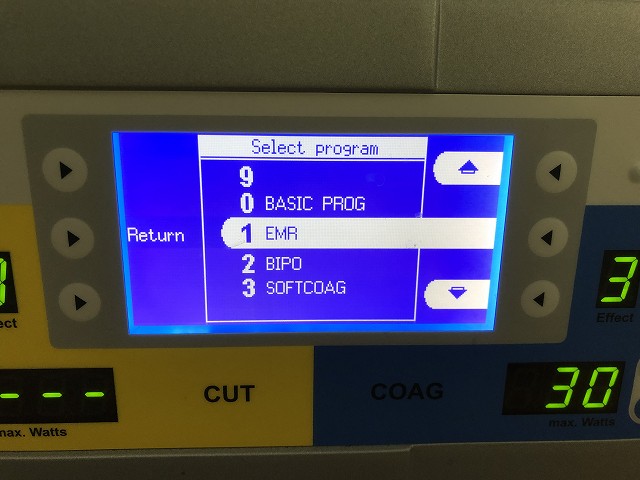 Select program
9
0 BASIC PROG
Return
1 EMR
2 BIPO
3 SOFTCOAG
3
Effect
---
CUT
COAG
30
max. Watts
max. Watts